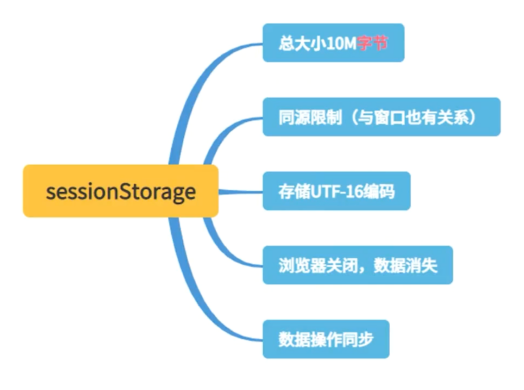 总大小10M字节
同源限制（与窗口也有关系）
sessionStorage
存储UTF-16编码
浏览器关闭，数据消失
数据操作同步